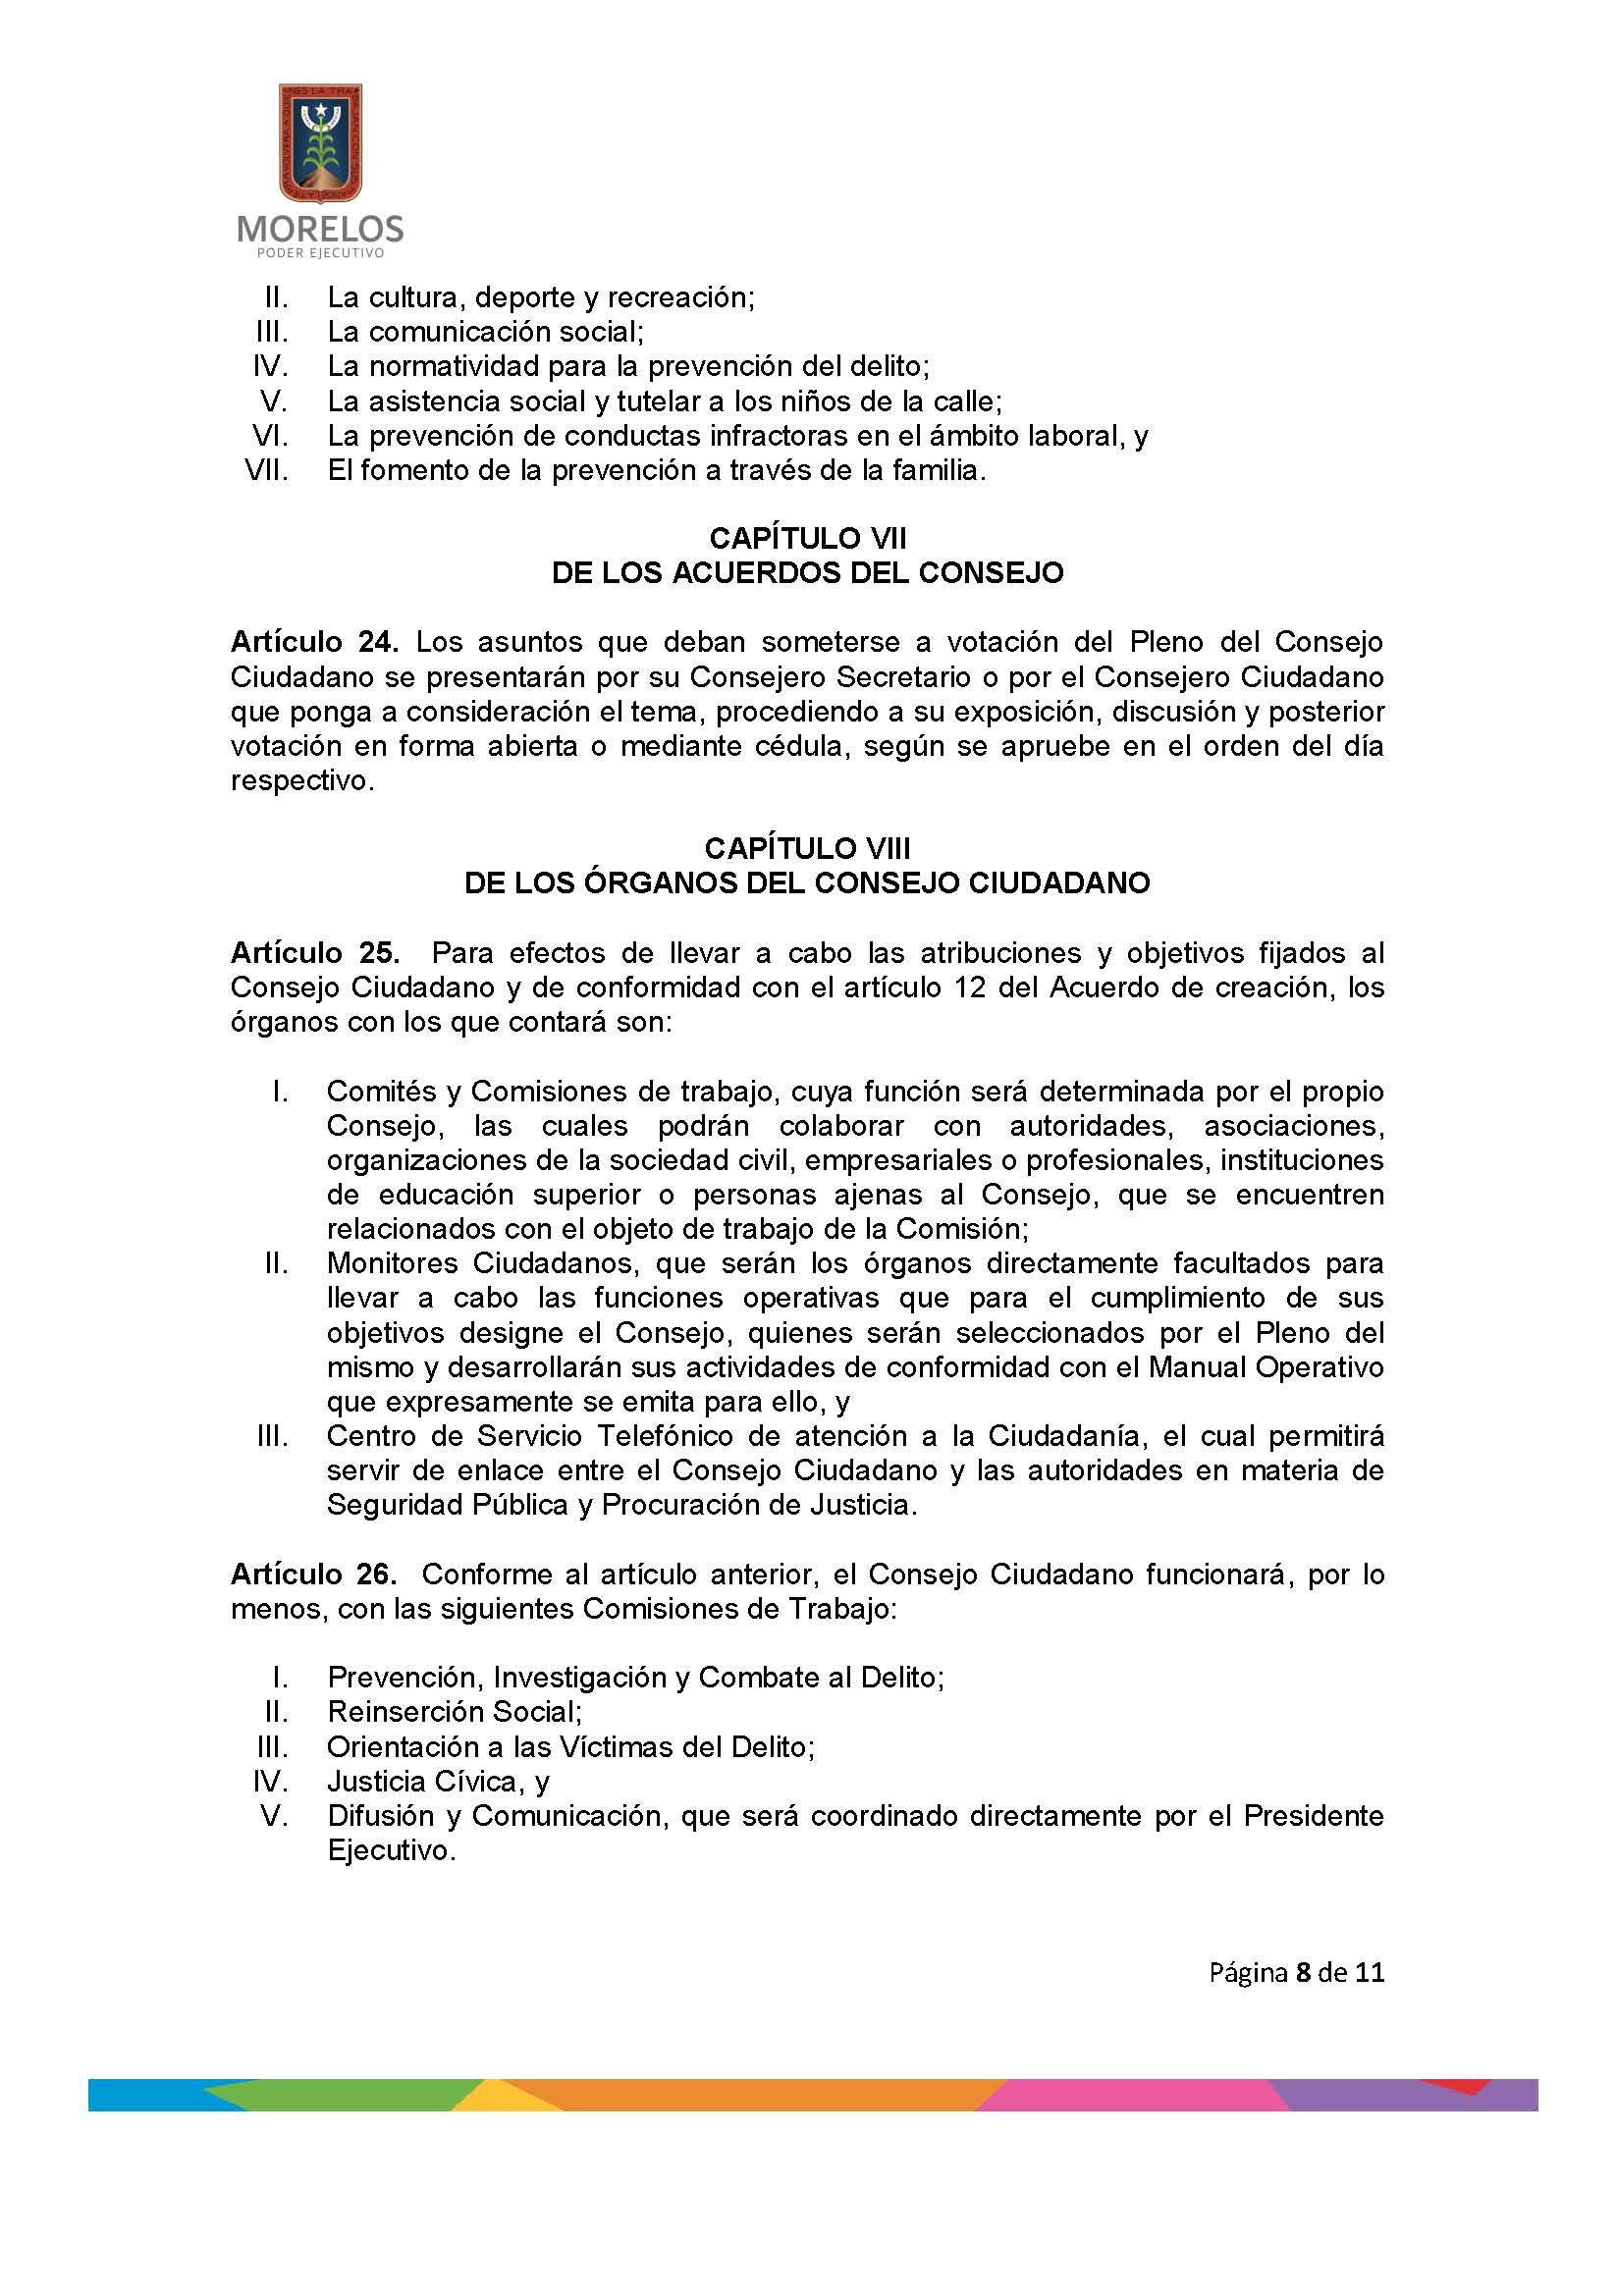 MORELOS
PODER EJECUTIVO
II. La cultura, deporte y recreación;
III. La comunicación social;
IV. La normatividad para la prevención del delito;
V. La asistencia social y tutelar a los niños de la calle;
VI. La prevención de conductas infractoras en el ámbito laboral, y
VII. El fomento de la prevención a través de la familia.
CAPÍTULO VII
DE LOS ACUERDOS DEL CONSEJO
Artículo 24. Los asuntos que deban someterse a votación del Pleno del Consejo
Ciudadano se presentarán por su Consejero Secretario o por el Consejero Ciudadano
que ponga a consideración el tema, procediendo a su exposición, discusión y posterior
votación en forma abierta o mediante cédula, según se apruebe en el orden del día
respectivo.
CAPÍTULO VIII
DE LOS ÓRGANOS DEL CONSEJO CIUDADANO
Artículo 25. Para efectos de llevar a cabo las atribuciones y objetivos fijados al
Consejo Ciudadano y de conformidad con el artículo 12 del Acuerdo de creación, los
órganos con los que contará son:
I. Comités y Comisiones de trabajo, cuya función será determinada por el propio
Consejo, las cuales podrán colaborar con autoridades, asociaciones,
organizaciones de la sociedad civil, empresariales o profesionales, instituciones
de educación superior o personas ajenas al Consejo, que se encuentren
relacionados con el objeto de trabajo de la Comisión;
II. Monitores Ciudadanos, que serán los órganos directamente facultados para
llevar a cabo las funciones operativas que para el cumplimiento de sus
objetivos designe el Consejo, quienes serán seleccionados por el Pleno del
mismo y desarrollarán sus actividades de conformidad con el Manual Operativo
que expresamente se emita para ello, y
III. Centro de Servicio Telefónico de atención a la Ciudadanía, el cual permitirá
servir de enlace entre el Consejo Ciudadano y las autoridades en materia de
Seguridad Pública y Procuración de Justicia.
Artículo 26. Conforme al artículo anterior, el Consejo Ciudadano funcionará, por lo
menos, con las siguientes Comisiones de Trabajo:
I. Prevención, Investigación y Combate al Delito;
II. Reinserción Social;
III. Orientación a las Víctimas del Delito;
IV. Justicia Cívica, y
V. Difusión y Comunicación, que será coordinado directamente por el Presidente
Ejecutivo.
Página 8 de 11